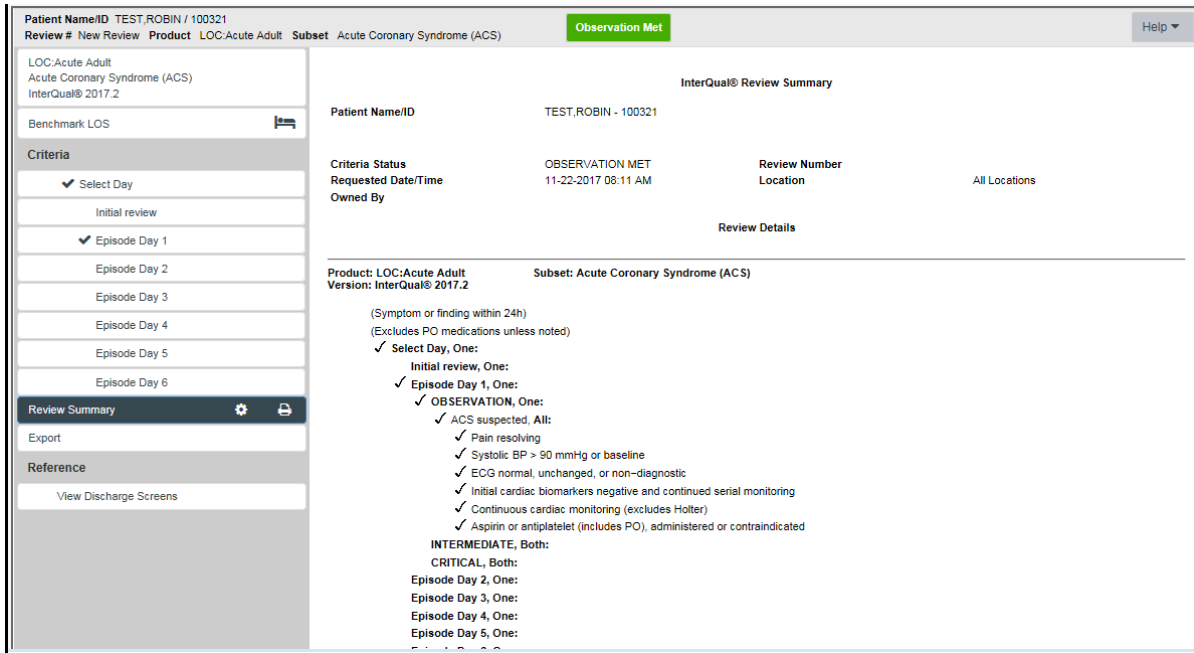 Patient Name/ID TEST,ROBIN / 100321
Review # New Review Product LOC:Acute Adult Subset Acute Coronary Syndrome (ACS)
Observation Met
Help
LOC:Acute Adult
Acute Coronary Syndrome (ACS)
InterQual® 2017.2
Benchmark LOS
Criteria
Select Day
Initial review
Episode Day 1
Episode Day 2
Episode Day 3
Episode Day 4
Episode Day 5
Episode Day 6
Review Summary
Export
Reference
View Discharge Screens
InterQual® Review Summary
Patient Name/ID TEST,ROBIN - 100321
Criteria Status OBSERVATION MET Review Number
Requested Date/Time 11-22-2017 08:11 AM Location All Locations
Owned By
Review Details
Product: LOC:Acute Adult Subset: Acute Coronary Syndrome (ACS)
Version: InterQual® 2017.2
(Symptom or finding within 24h)
(Excludes PO medications unless noted)
Select Day, One:
Initial review, One:
Episode Day 1, One:
OBSERVATION, One:
ACS suspected, All:
Pain resolving
Systolic BP > 90 mmHg or baseline
ECG normal, unchanged, or non-diagnostic
Initial cardiac biomarkers negative and continued serial monitoring
Continuous cardiac monitoring (excludes Holter)
Aspirin or antiplatelet (includes PO), administered or contraindicated
INTERMEDIATE, Both:
CRITICAL, Both:
Episode Day 2, One:
Episode Day 3, One:
Episode Day 4, One:
Episode Day 5, One: